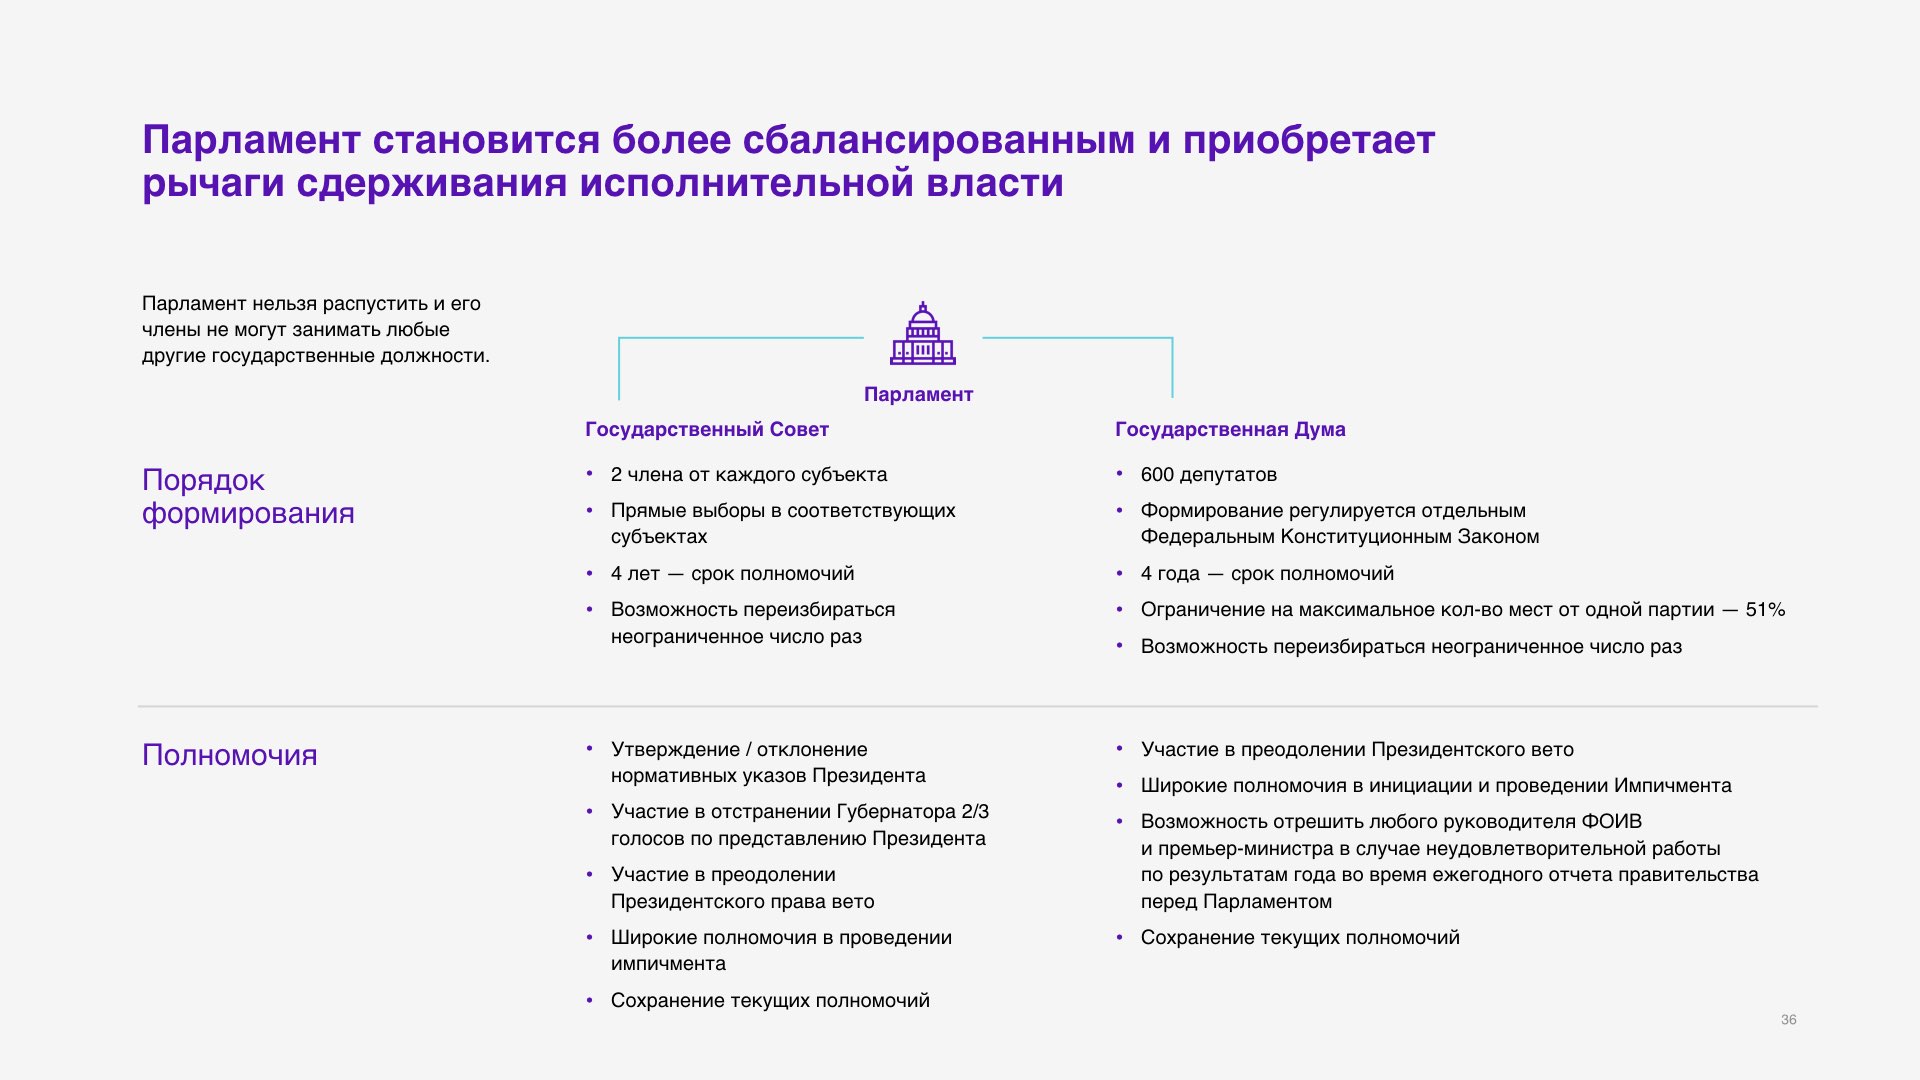 Парламент становится более сбалансированным и приобретает
рычаги сдерживания исполнительной власти
Парламент нельзя распустить и его
члены не могут занимать любые
другие государственные должности.
Парламент
Государственный Совет
Государственная Дума
Порядок
формирования
• 2 члена от каждого субъекта
• Прямые выборы в соответствующих
субъектах
• 4 лет — срок полномочий
• Возможность переизбираться
неограниченное число раз
• 600 депутатов
• Формирование регулируется отдельным
Федеральным Конституционным Законом
• 4 года — срок полномочий
• Ограничение на максимальное кол-во мест от одной партии — 51%
• Возможность переизбираться неограниченное число раз
Полномочия
• Утверждение / отклонение
нормативных указов Президента
• Участие в отстранении Губернатора 2/3
голосов по представлению Президента
• Участие в преодолении
Президентского права вето
• Широкие полномочия в проведении
импичмента
• Сохранение текущих полномочий
• Участие в преодолении Президентского вето
• Широкие полномочия в инициации и проведении Импичмента
• Возможность отрешить любого руководителя ФОИВ
и премьер-министра в случае неудовлетворительной работы
по результатам года во время ежегодного отчета правительства
перед Парламентом
• Сохранение текущих полномочий
36